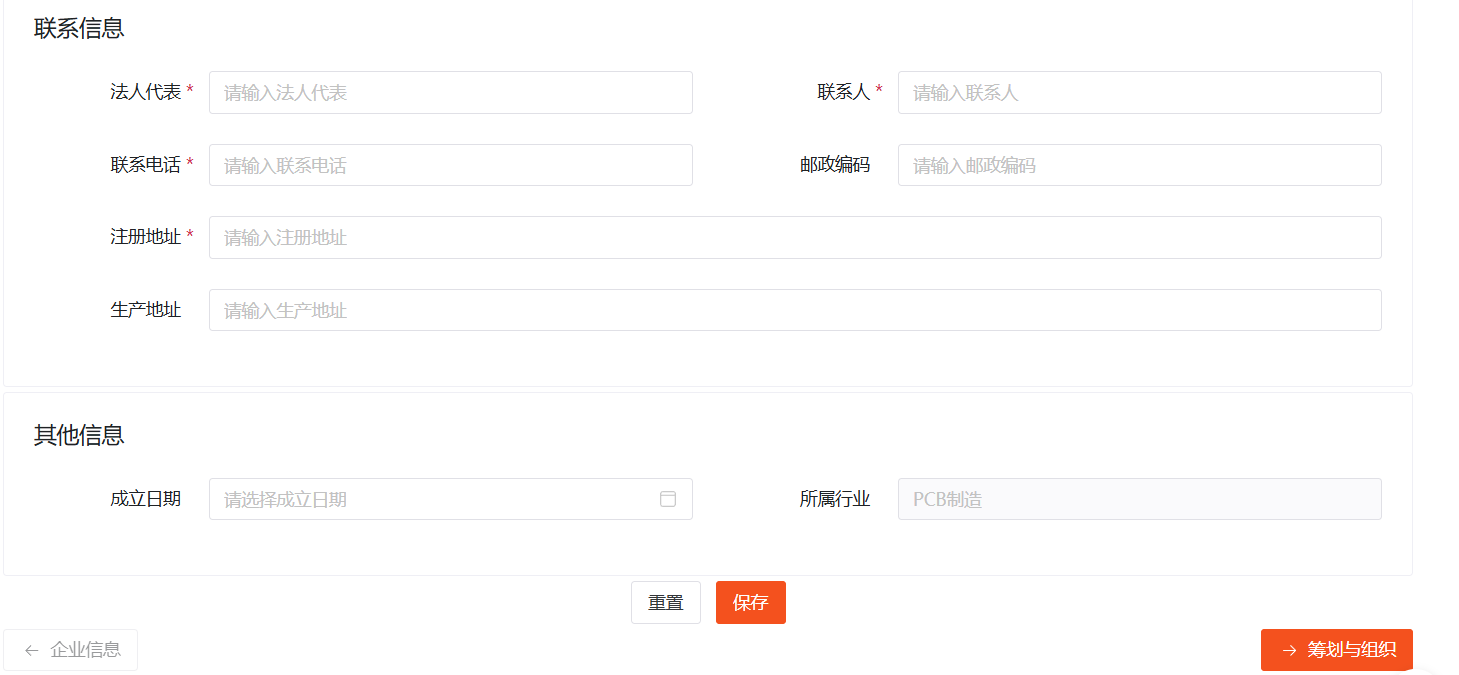 联系信息
法人代表 * 请输入法人代表 联系人 * 请输入联系人
联系电话 * 请输入联系电话 邮政编码 请输入邮政编码
注册地址 * 请输入注册地址
生产地址 请输入生产地址
其他信息
成立日期 请选择成立日期 所属行业 PCB制造
重置 保存
← 企业信息 → 筹划与组织